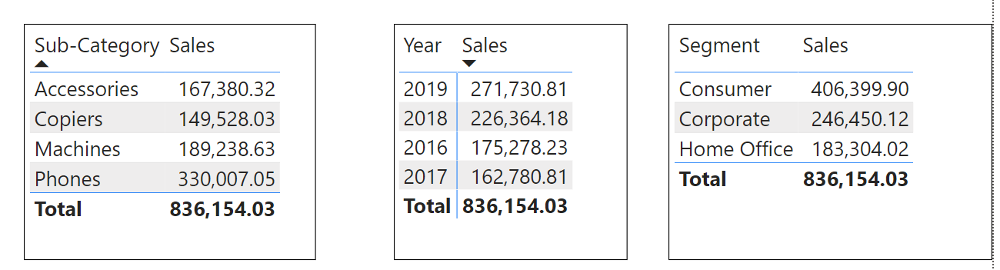 Sub-Category Sales
Accessories 167,380.32
Copiers 149,528.03
Machines 189,238.63
Phones 330,007.05
Total 836,154.03
Year Sales
2019 271,730.81
2018 226,364.18
2016 175,278.23
2017 162,780.81
Total 836,154.03
Segment Sales
Consumer 406,399.90
Corporate 246,450.12
Home Office 183,304.02
Total 836,154.03